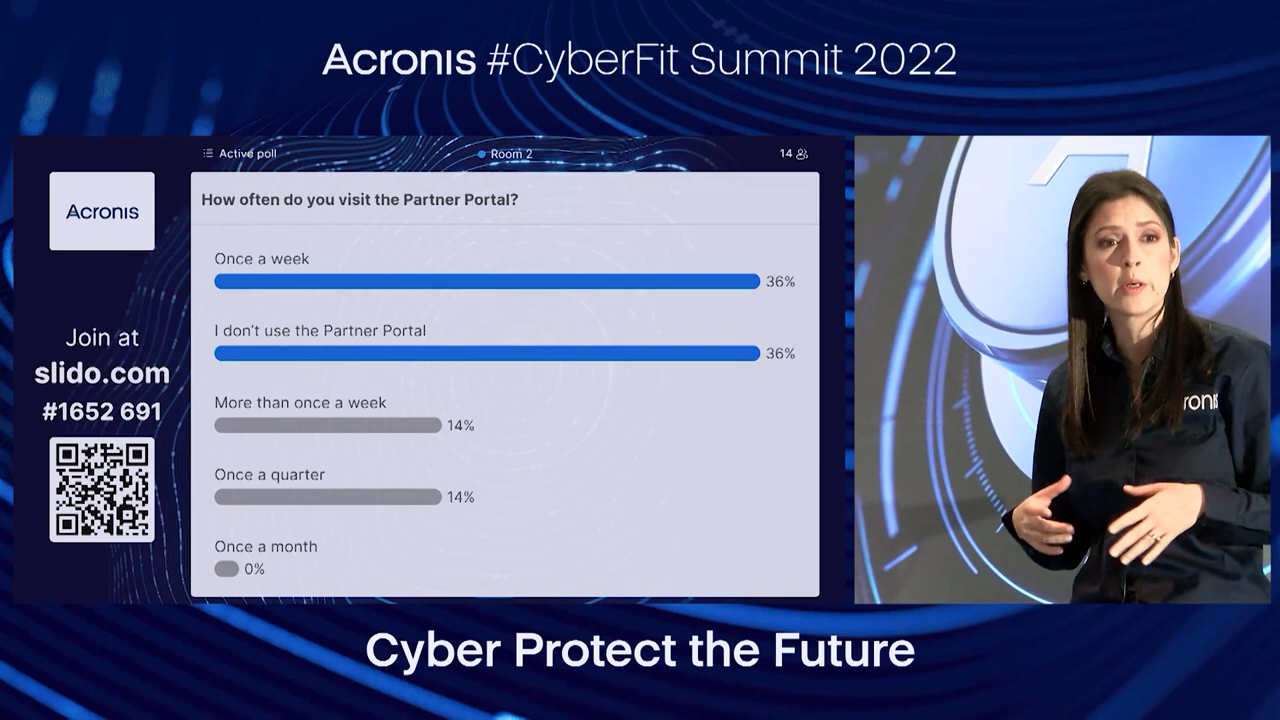 Acronis #CyberFit Summit 2022
Active poll
Room 2
14
Acronis
How often do you visit the Partner Portal?
Once a week
36%
I don't use the Partner Portal
36%
More than once a week
14%
Once a quarter
14%
Once a month
0%
Join at
slido.com
#1652 691
Cyber Protect the Future